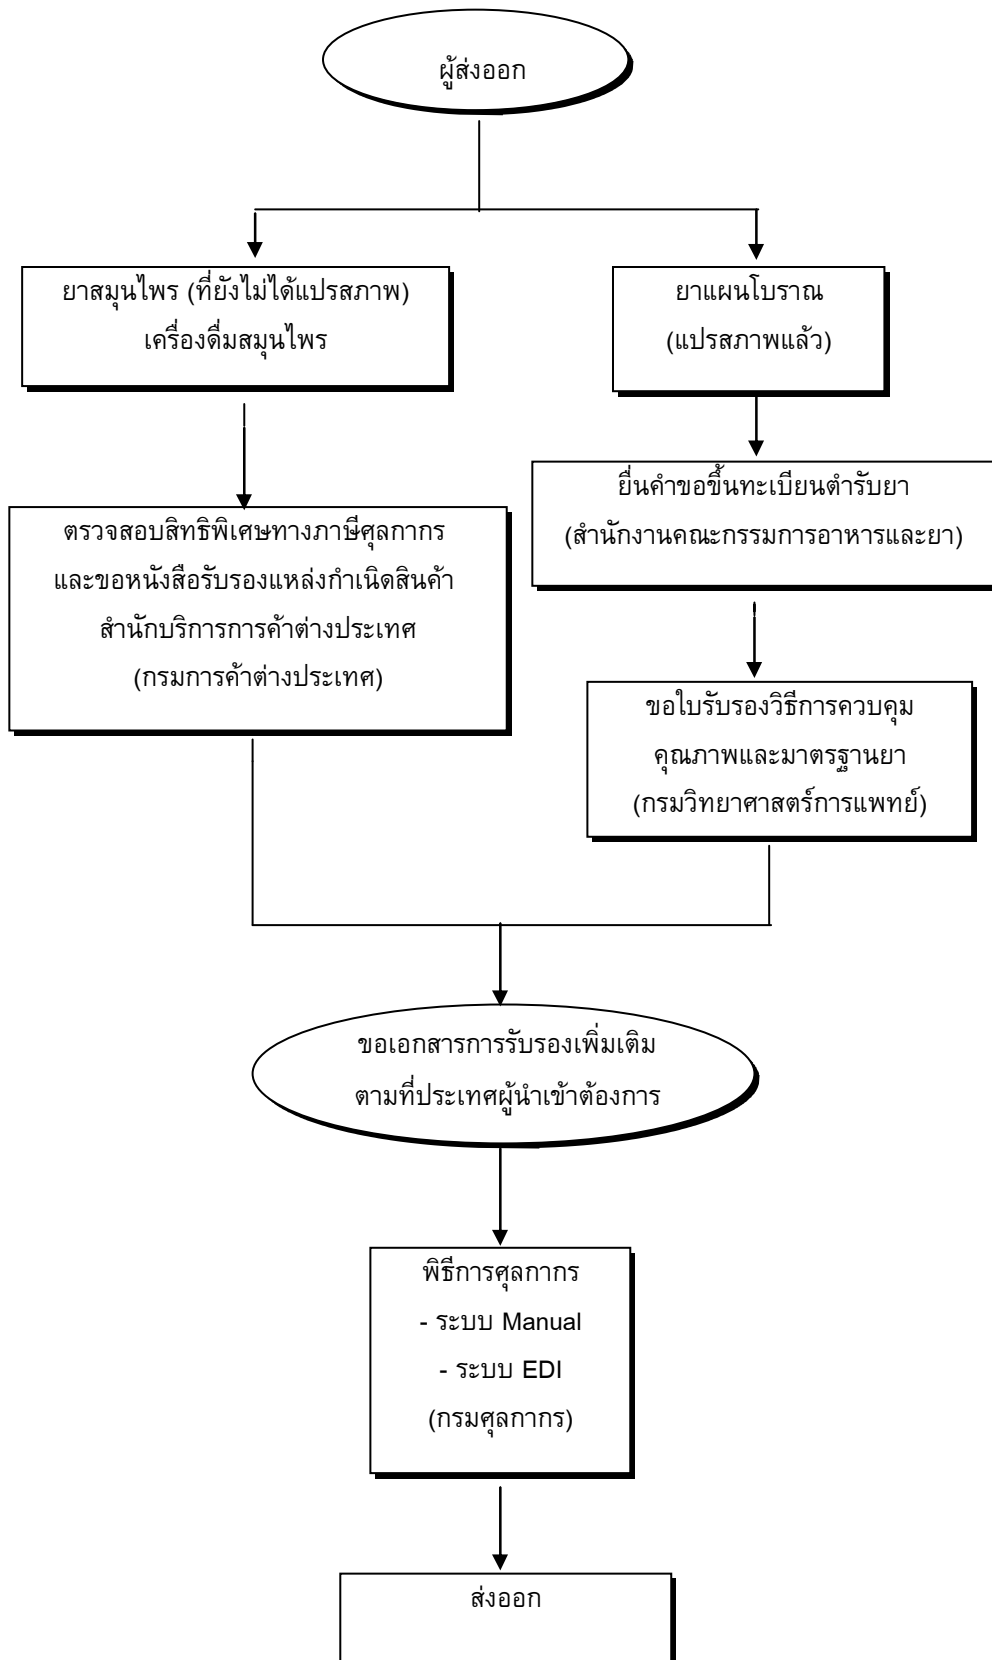 ผู้ส่งออก
ยาสมุนไพร (ที่ยังไม่ได้แปรสภาพ)
เครื่องดื่มสมุนไพร
ยาแผนโบราณ
(แปรสภาพแล้ว)
ตรวจสอบสิทธิพิเศษทางภาษีศุลกากร
และขอหนังสือรับรองแหล่งกำเนิดสินค้า
สำนักบริการการค้าต่างประเทศ
(กรมการค้าต่างประเทศ)
ยื่นคำขอขึ้นทะเบียนตำรับยา
(สำนักงานคณะกรรมการอาหารและยา)
ขอใบรับรองวิธีการควบคุม
คุณภาพและมาตรฐานยา
(กรมวิทยาศาสตร์การแพทย์)
ขอเอกสารการรับรองเพิ่มเติม
ตามที่ประเทศผู้นำเข้าต้องการ
พิธีการศุลกากร
- ระบบ Manual
- ระบบ EDI
(กรมศุลกากร)
ส่งออก